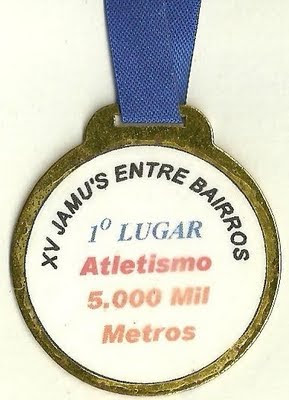 XV JAMU'S ENTRE BAIRROS
1º LUGAR
Atletismo
5.000 Mil
Metros